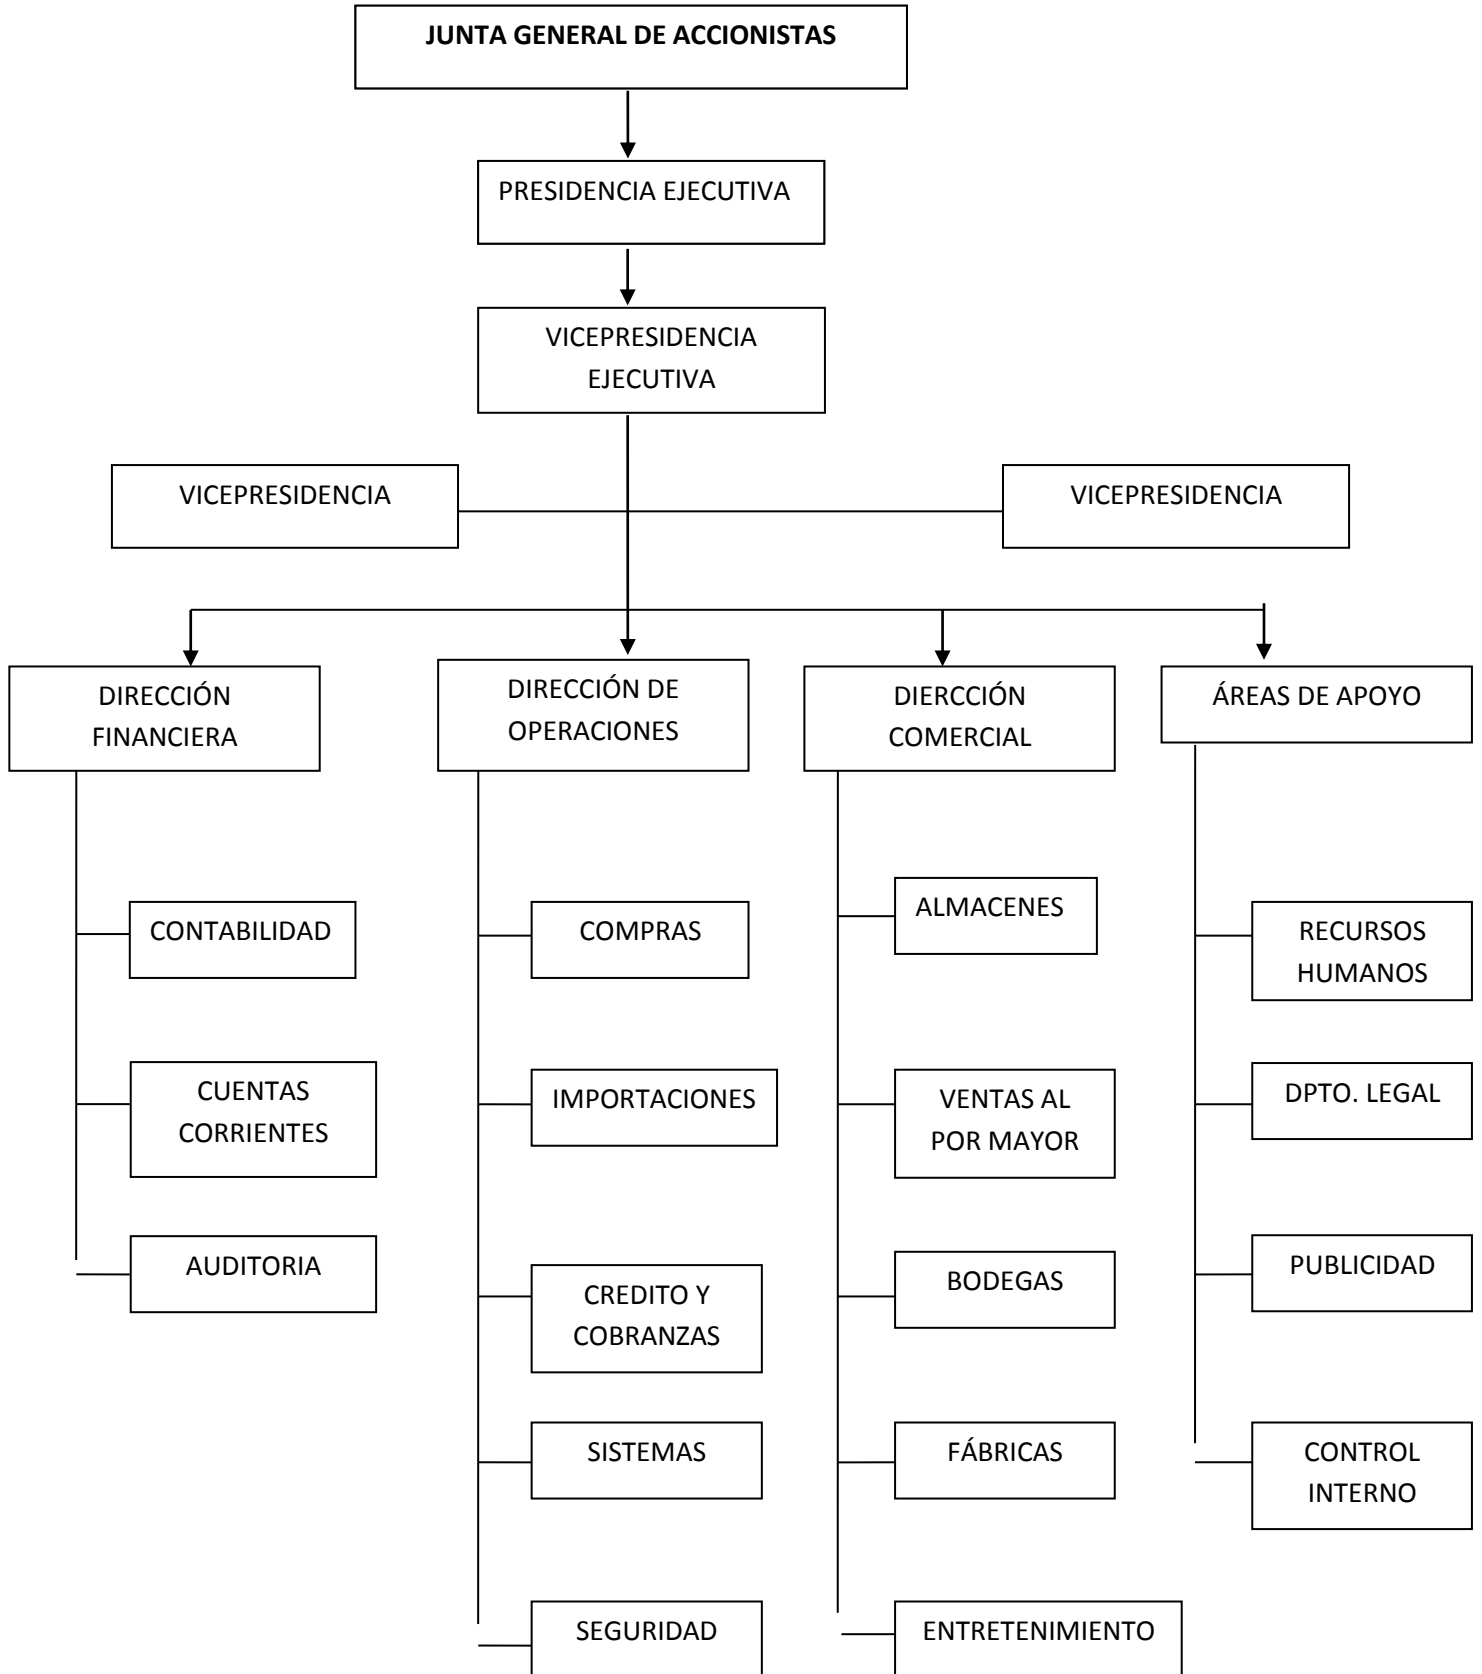 JUNTA GENERAL DE ACCIONISTAS
PRESIDENCIA EJECUTIVA
VICEPRESIDENCIA
EJECUTIVA
VICEPRESIDENCIA
VICEPRESIDENCIA
DIRECCIÓN
FINANCIERA
DIRECCIÓN DE
OPERACIONES
DIERCCIÓN
COMERCIAL
ÁREAS DE APOYO
CONTABILIDAD
CUENTAS
CORRIENTES
AUDITORIA
COMPRAS
IMPORTACIONES
CREDITO Y
COBRANZAS
SISTEMAS
SEGURIDAD
ALMACENES
VENTAS AL
POR MAYOR
BODEGAS
FÁBRICAS
ENTRETENIMIENTO
RECURSOS
HUMANOS
DPTO. LEGAL
PUBLICIDAD
CONTROL
INTERNO